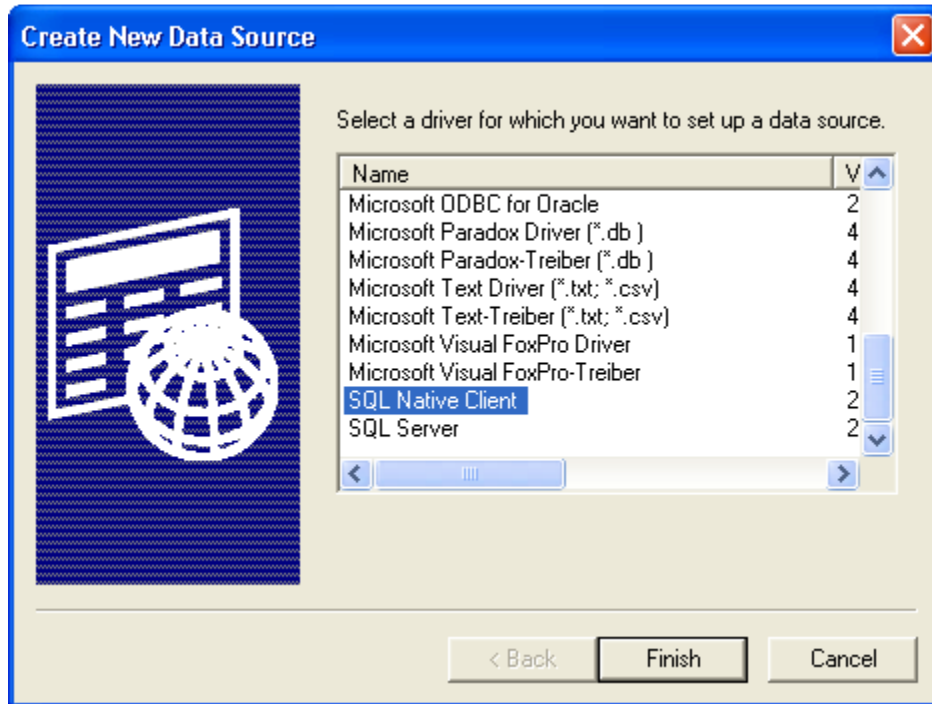 Create New Data Source
Select a driver for which you want to set up a data source.
Name V
Microsoft ODBC for Oracle 2
Microsoft Paradox Driver (*.db ) 4
Microsoft Paradox-Treiber (*.db ) 4
Microsoft Text Driver (*.txt; *.csv) 4
Microsoft Text-Treiber (*.txt; *.csv) 4
Microsoft Visual FoxPro Driver 1
Microsoft Visual FoxPro-Treiber 1
SQL Native Client 2
SQL Server 2
< Back Finish Cancel